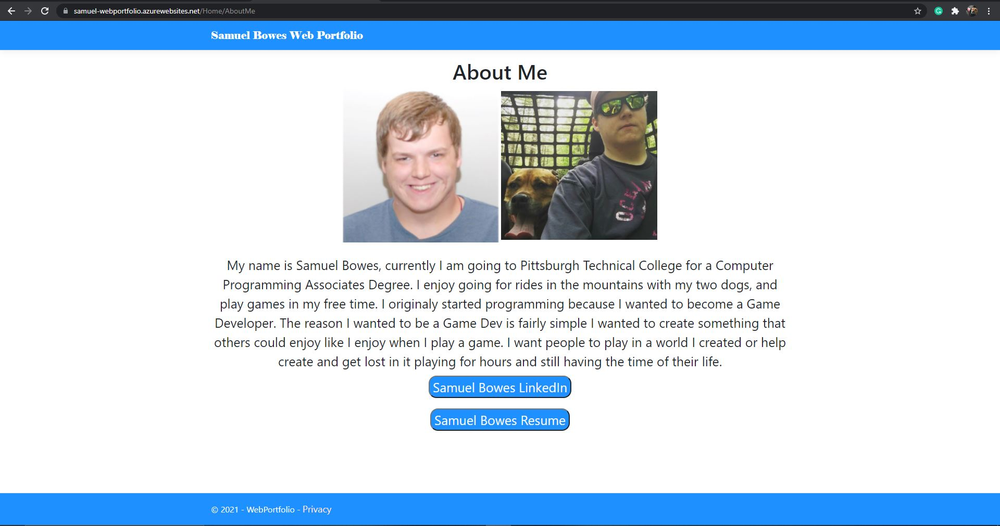 samuel-webportfolio.azurewebsites.net/Home/AboutMe
Samuel Bowes Web Portfolio
About Me
OCEAN
My name is Samuel Bowes, currently I am going to Pittsburgh Technical College for a Computer
Programming Associates Degree. I enjoy going for rides in the mountains with my two dogs, and
play games in my free time. I originaly started programming because I wanted to become a Game
Developer. The reason I wanted to be a Game Dev is fairly simple I wanted to create something that
others could enjoy like I enjoy when I play a game. I want people to play in a world I created or help
create and get lost in it playing for hours and still having the time of their life.
Samuel Bowes LinkedIn
Samuel Bowes Resume
© 2021 - WebPortfolio - Privacy